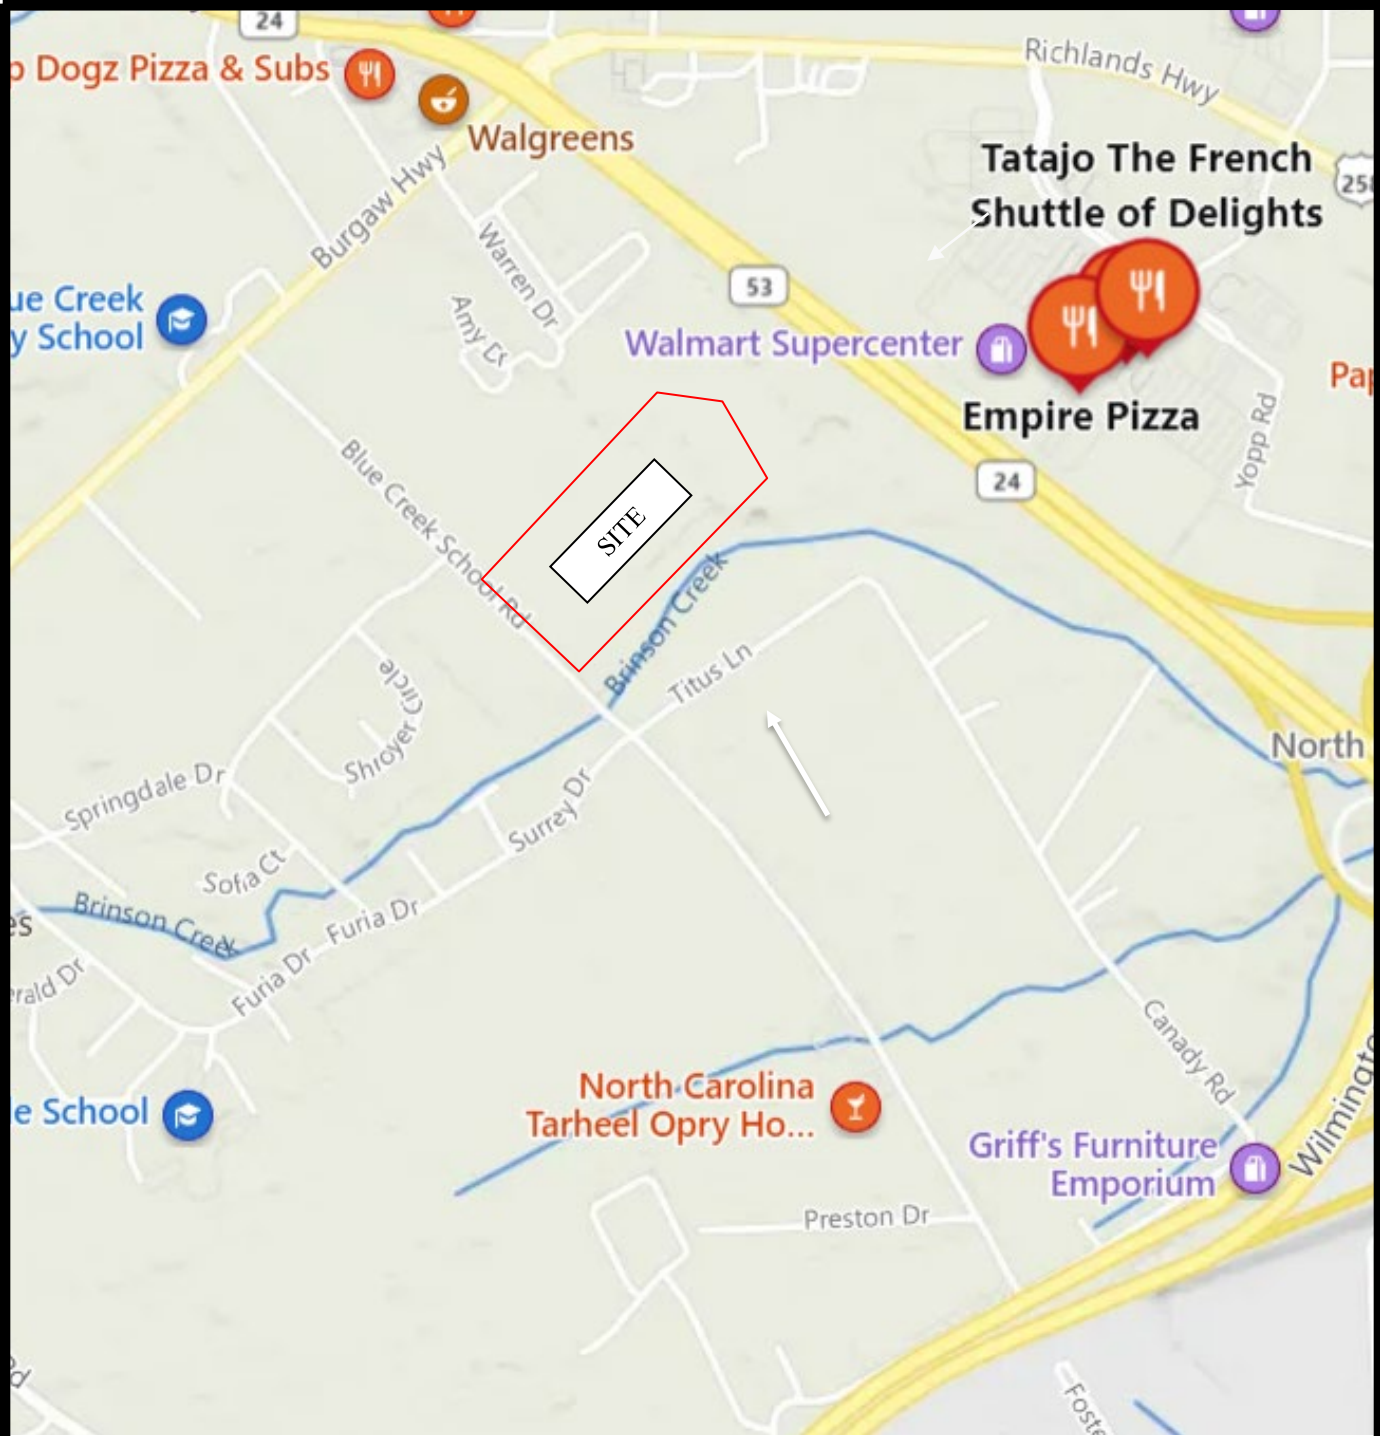 24
p Dogz Pizza & Subs
Walgreens
Richlands Hwy
258
Tatajo The French
Shuttle of Delights
Burgaw Hwy
Warren Dr
53
ue Creek
y School
Amy Ct
Walmart Supercenter
Pap
Empire Pizza
Yopp Rd
Blue Creek School Rd
24
SITE
Brinson Creek
Titus Ln
Shroyer Circle
North
Springdale Dr
Surrey Dr
Sofia Ct
Brinson Creek
es
Furia Dr
Furia Dr
rald Dr
Canady Rd
Wilmingto
North Carolina
Tarheel Opry Ho...
le School
Griff's Furniture
Emporium
Preston Dr
Foste